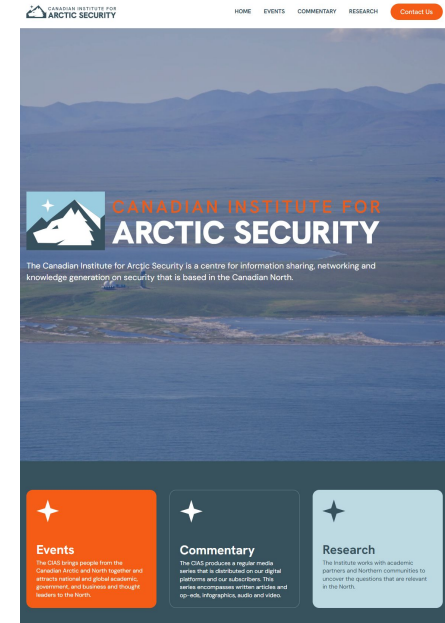 CANADIAN INSTITUTE FOR
ARCTIC SECURITY
HOME EVENTS COMMENTARY RESEARCH Contact Us
CANADIAN INSTITUTE FOR
ARCTIC SECURITY
The Canadian Institute for Arctic Security is a centre for information sharing, networking and
knowledge generation on security that is based in the Canadian North.
Events
The CIAS brings people from the
Canadian Arctic and North together and
attracts national and global academic,
government, and business and thought
leaders to the North.
Commentary
The CIAS produces a regular media
series that is distributed on our digital
platforms and our subscribers. This
series encompasses written articles and
op-eds, infographics, audio and video.
Research
The Institute works with academic
partners and Northern communities to
uncover the questions that are relevant
in the North.